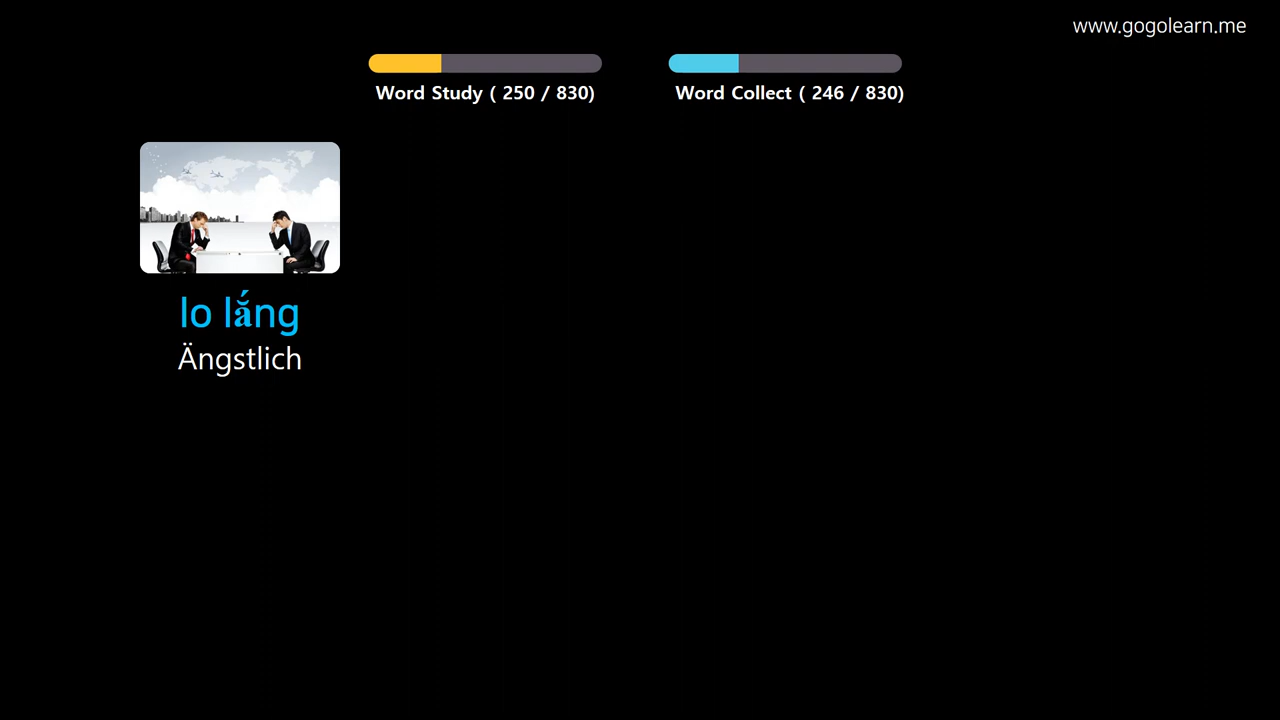 www.gogolearn.me
Word Study ( 250 / 830)
Word Collect ( 246 / 830)
lo lắng
Ängstlich